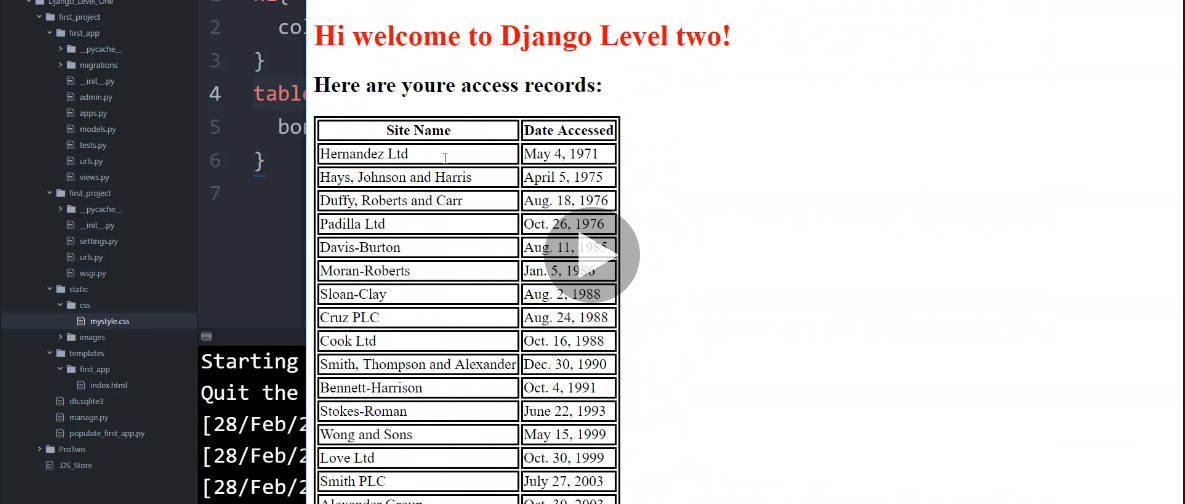 Django_Level_One
first_project
first_app
__pycache__
migrations
__init__.py
admin.py
apps.py
models.py
tests.py
urls.py
views.py
first_project
__pycache__
__init__.py
settings.py
urls.py
wsgi.py
static
css
mystyle.css
images
templates
first_app
index.html
db.sqlite3
manage.py
populate_first_app.py
ProTwo
.DS_Store
2 col
3 }
4 table
5 bor
6 }
7
Starting
Quit the
[28/Feb/2
[28/Feb/2
[28/Feb/2
Hi welcome to Django Level two!
Here are youre access records:
Site Name Date Accessed
Hernandez Ltd May 4, 1971
Hays, Johnson and Harris April 5, 1975
Duffy, Roberts and Carr Aug. 18, 1976
Padilla Ltd Oct. 26, 1976
Davis-Burton Aug. 11, 1985
Moran-Roberts Jan. 5, 1986
Sloan-Clay Aug. 2, 1988
Cruz PLC Aug. 24, 1988
Cook Ltd Oct. 16, 1988
Smith, Thompson and Alexander Dec. 30, 1990
Bennett-Harrison Oct. 4, 1991
Stokes-Roman June 22, 1993
Wong and Sons May 15, 1999
Love Ltd Oct. 30, 1999
Smith PLC July 27, 2003
Alexander Group Oct. 30, 2003